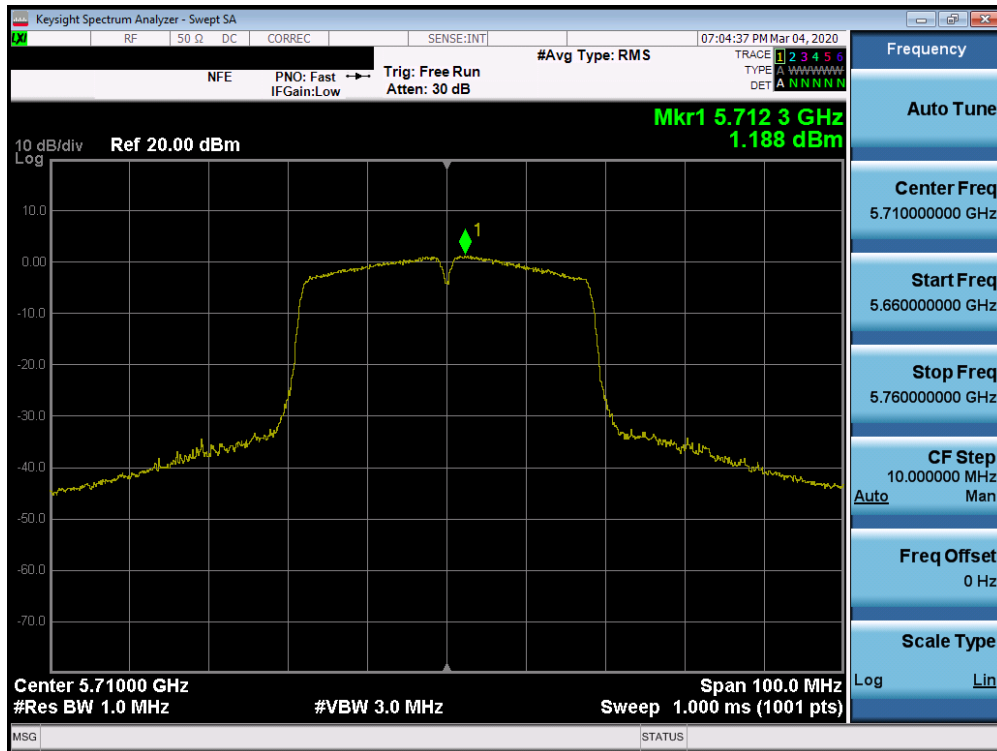 Keysight Spectrum Analyzer - Swept SA
LXI RF 50 Ω DC CORREC SENSE:INT 07:04:37 PM Mar 04, 2020
#Avg Type: RMS TRACE 1 2 3 4 5 6
NFE PNO: Fast Trig: Free Run TYPE A WWWWW
IFGain:Low Atten: 30 dB DET A N N N N N
Mkr1 5.712 3 GHz
1.188 dBm
10 dB/div Ref 20.00 dBm
Log
1
10.0
0.00
-10.0
-20.0
-30.0
-40.0
-50.0
-60.0
-70.0
Center 5.71000 GHz Span 100.0 MHz
#Res BW 1.0 MHz #VBW 3.0 MHz Sweep 1.000 ms (1001 pts)
MSG STATUS
Frequency
Auto Tune
Center Freq
5.710000000 GHz
Start Freq
5.660000000 GHz
Stop Freq
5.760000000 GHz
CF Step
10.000000 MHz
Auto Man
Freq Offset
0 Hz
Scale Type
Log Lin